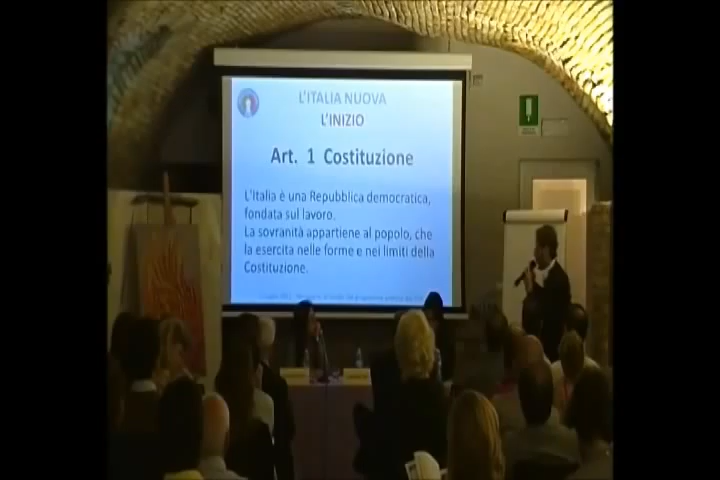 L'ITALIA NUOVA
L'INIZIO
Art. 1 Costituzione
L'Italia è una Repubblica democratica,
fondata sul lavoro.
La sovranità appartiene al popolo, che
la esercita nelle forme e nei limiti della
Costituzione.